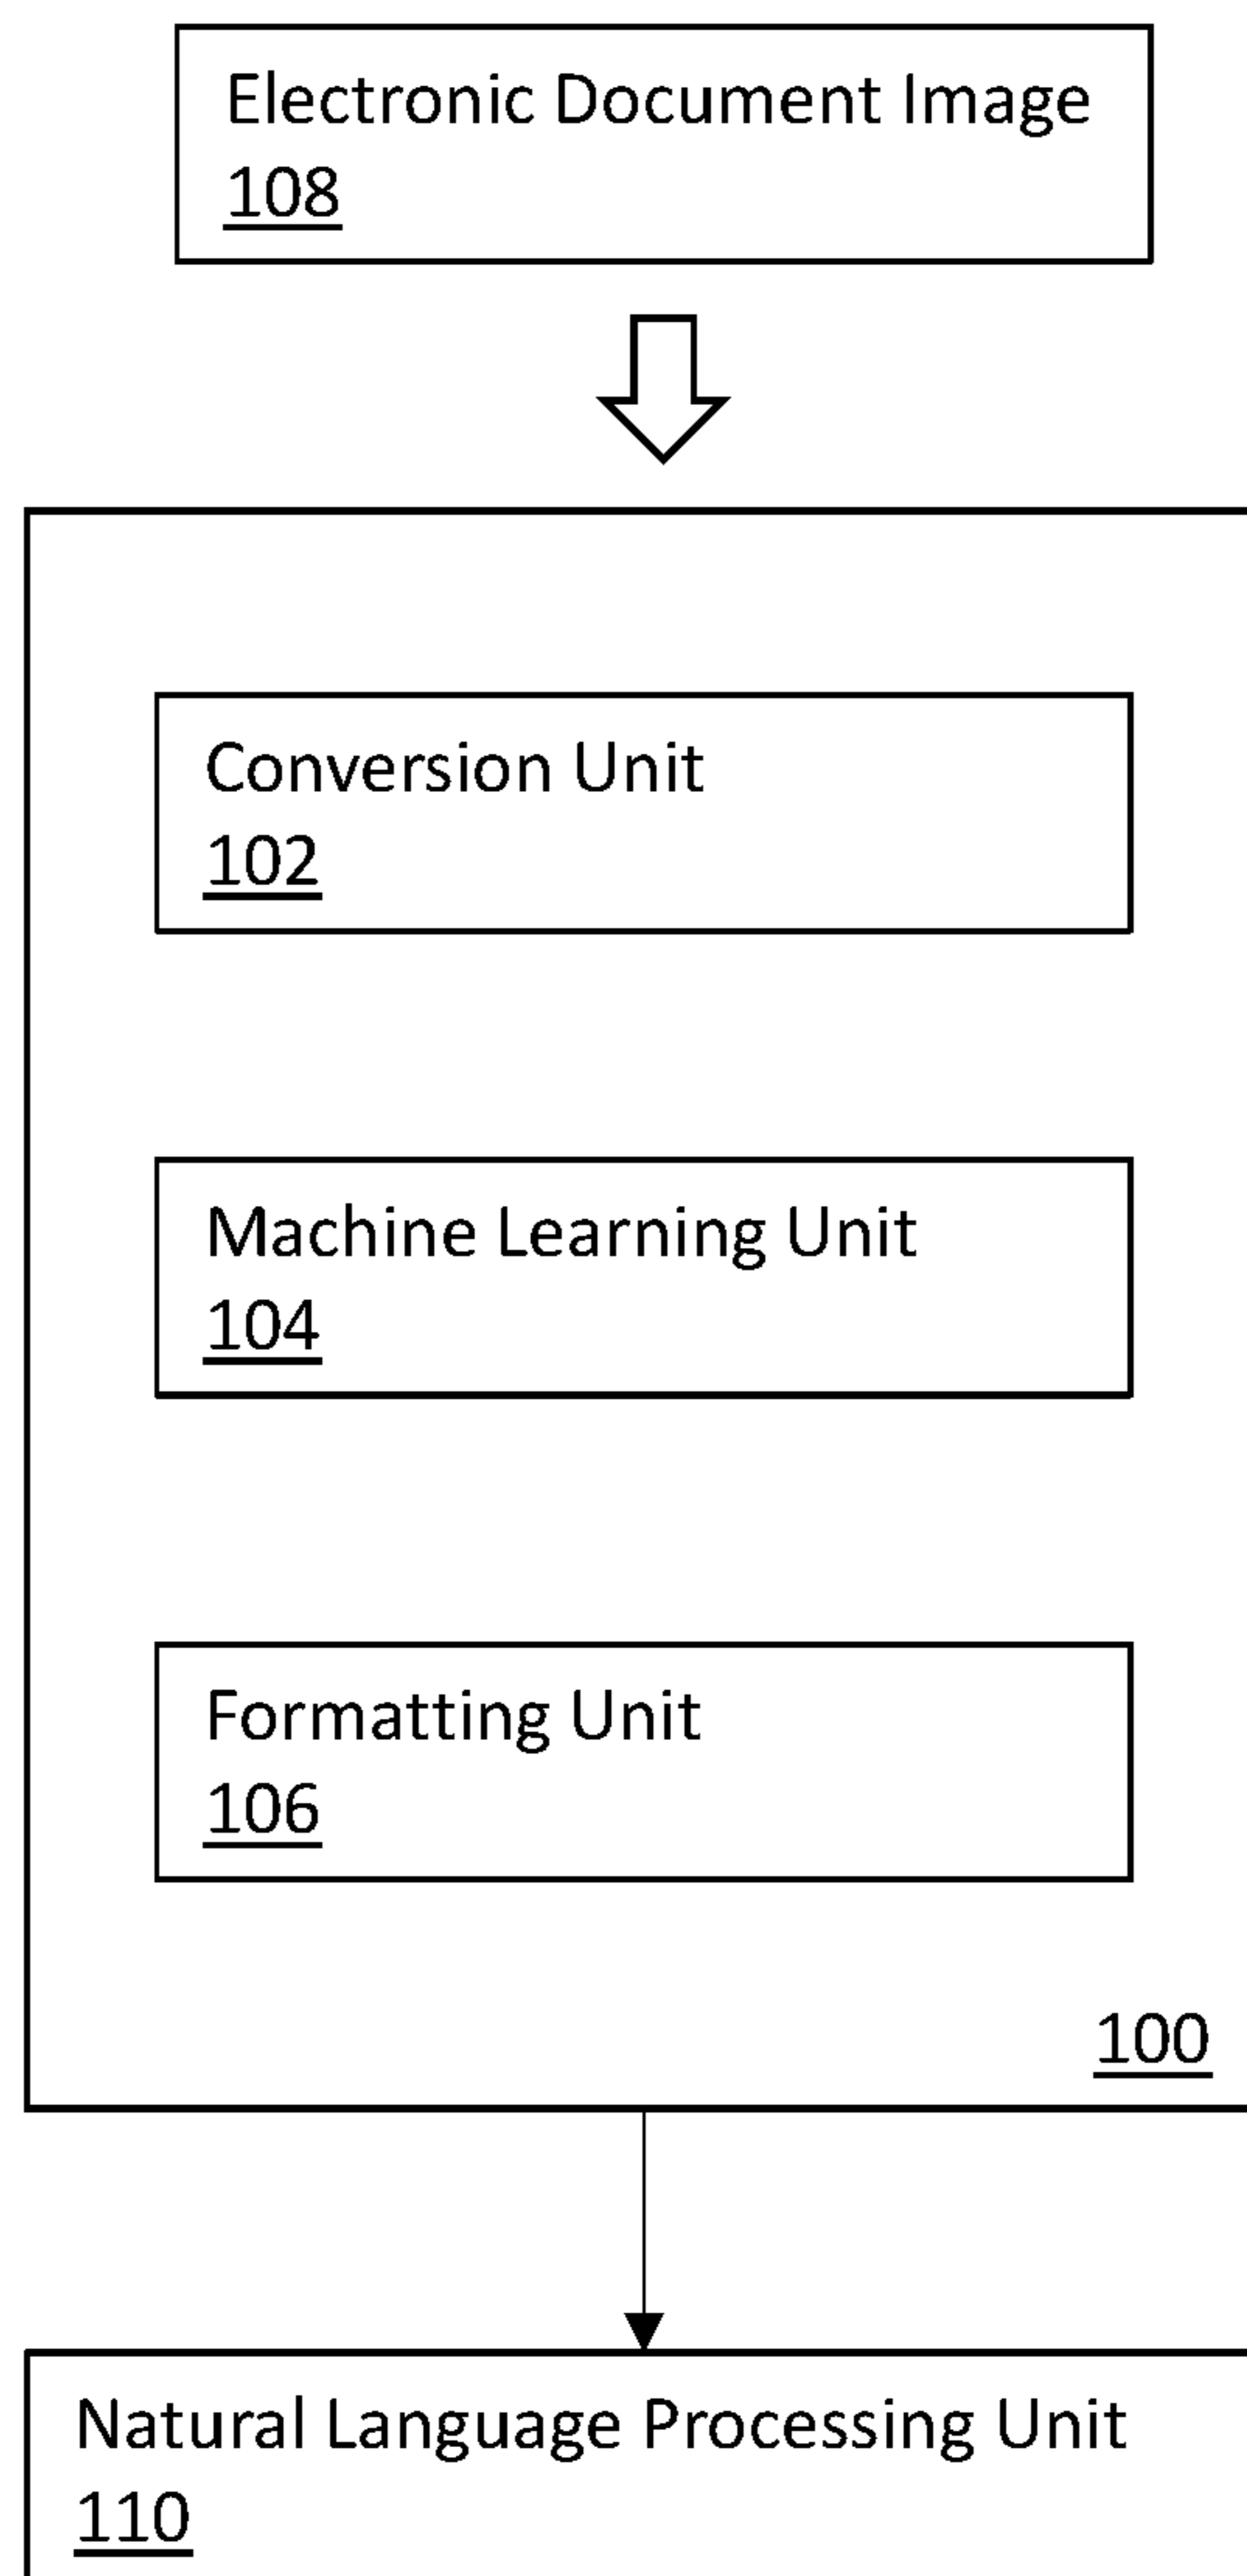 Electronic Document Image
108
Conversion Unit
102
Machine Learning Unit
104
Formatting Unit
106
100
Natural Language Processing Unit
110